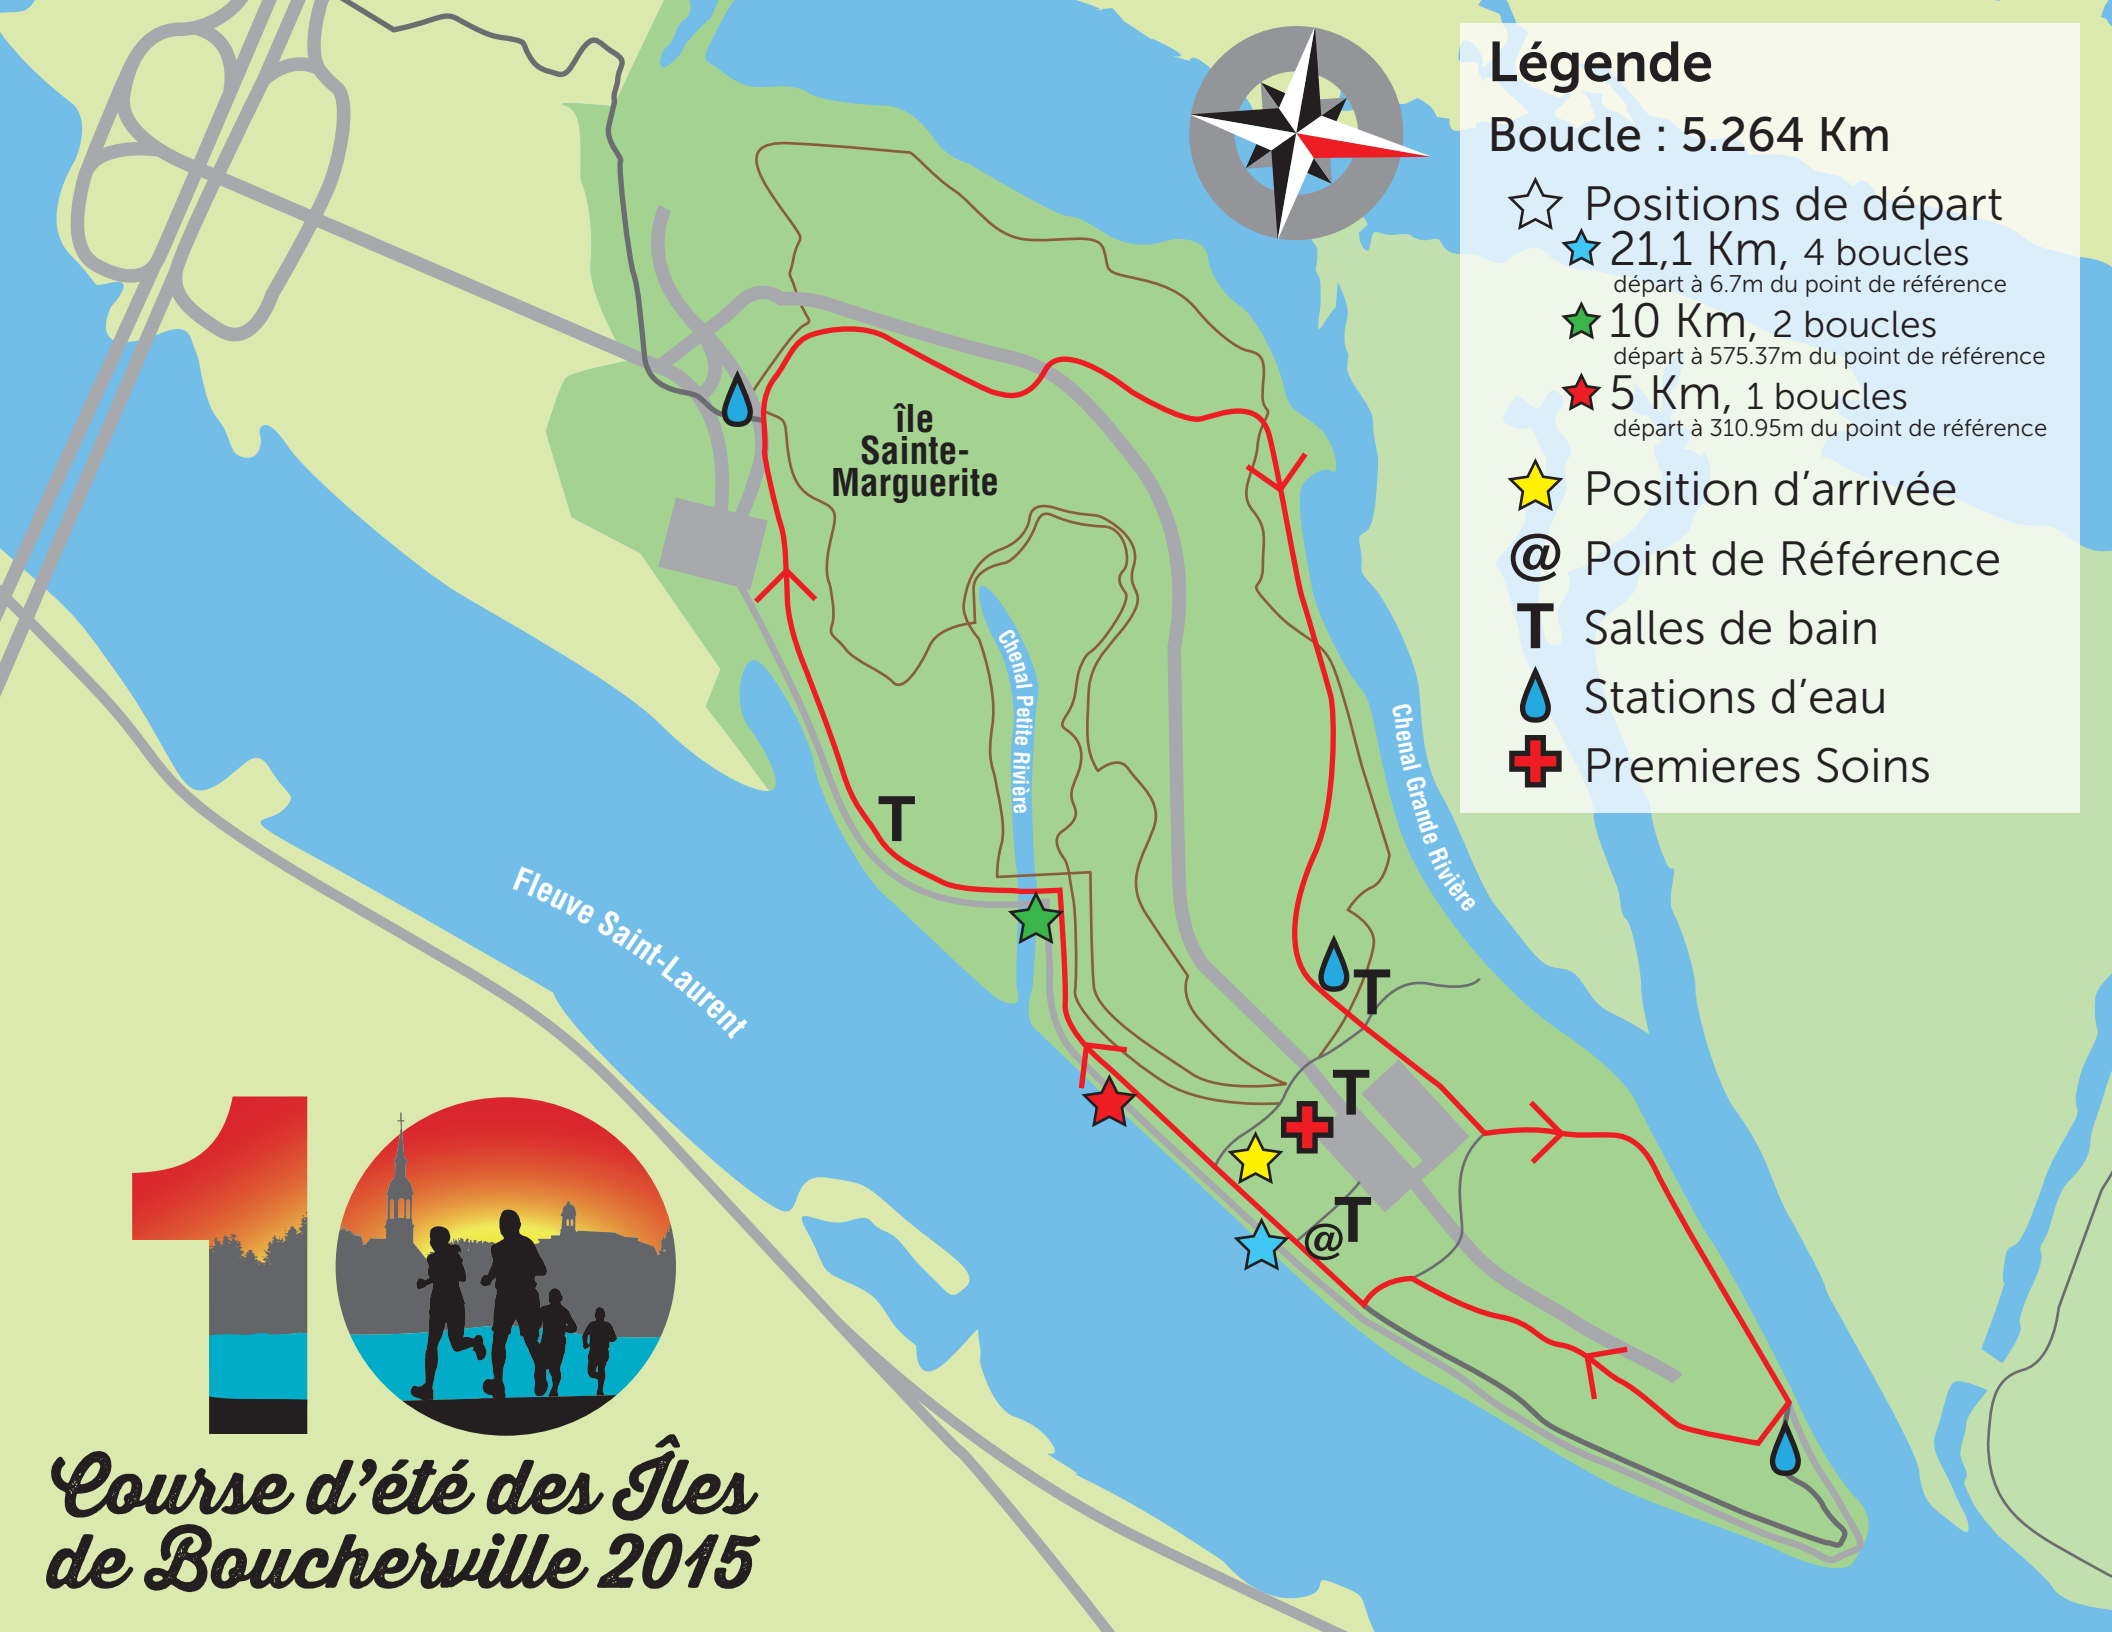 Légende
Boucle : 5.264 Km
Positions de départ
21,1 Km, 4 boucles
départ à 6.7m du point de référence
10 Km, 2 boucles
départ à 575.37m du point de référence
5 Km, 1 boucles
départ à 310.95m du point de référence
Position d'arrivée
@ Point de Référence
T Salles de bain
Stations d'eau
Premieres Soins
île
Sainte-
Marguerite
Chenal Petite Rivière
Chenal Grande Rivière
Fleuve Saint-Laurent
T
T
T
T
@
10
Course d'été des Îles
de Boucherville 2015